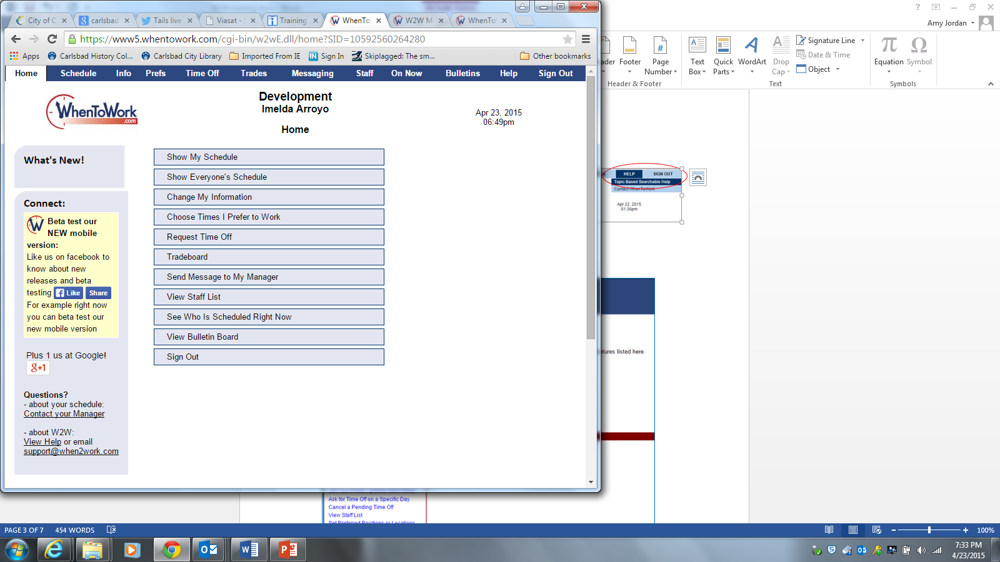 City of C
carlsbad
Tails live
Viasat -
Training
WhenTo
W2W M
WhenTo
https://www5.whentowork.com/cgi-bin/w2wE.dll/home?SID=10592560264280
Apps
Carlsbad History Col...
Carlsbad City Library
Imported From IE
Sign In
Skiplagged: The sm...
Other bookmarks
Home Schedule Info Prefs Time Off Trades Messaging Staff On Now Bulletins Help Sign Out
WhenToWork
.com
Development
Imelda Arroyo
Home
Apr 23, 2015
06:49pm
What's New!
Connect:
Beta test our
NEW mobile
version:
Like us on facebook to
know about new
releases and beta
testing Like Share
For example right now
you can beta test our
new mobile version
Plus 1 us at Google!
g+1
Questions?
- about your schedule:
Contact your Manager
- about W2W:
View Help or email
support@when2work.com
Show My Schedule
Show Everyone's Schedule
Change My Information
Choose Times I Prefer to Work
Request Time Off
Tradeboard
Send Message to My Manager
View Staff List
See Who Is Scheduled Right Now
View Bulletin Board
Sign Out
Amy Jordan
ader
Footer
Page
Number
Header & Footer
Text
Box
Quick
Parts
WordArt
Drop
Cap
Signature Line
Date & Time
Object
Text
Equation
Symbol
Symbols
HELP SIGN OUT
Topic-Based Searchable Help
Contact WhenToWork
Apr 22, 2015
01:36pm
atures listed here.
Ask for Time Off on a Specific Day
Cancel a Pending Time Off
View Staff List
Set Preferred Positions or Locations
PAGE 3 OF 7 454 WORDS
100%
7:33 PM
4/23/2015